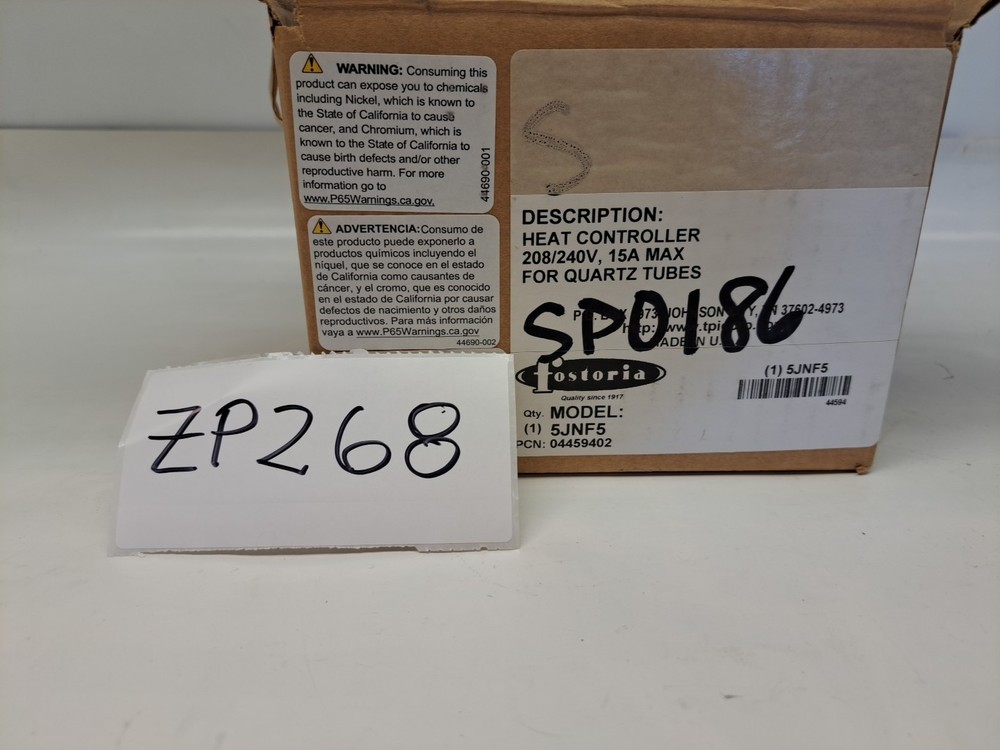 WARNING: Consuming this
product can expose you to chemicals
including Nickel, which is known to
the State of California to cause
cancer, and Chromium, which is
known to the State of California to
cause birth defects and/or other
reproductive harm. For more
information go to
www.P65Warnings.ca.gov.
44690-001
ADVERTENCIA: Consumo de
este producto puede exponerlo a
productos químicos incluyendo el
níquel, que se conoce en el estado
de California como causantes de
cáncer, y el cromo, que es conocido
en el estado de California por causar
defectos de nacimiento y otros daños
reproductivos. Para más información
vaya a www.P65Warnings.ca.gov
44690-002
S
DESCRIPTION:
HEAT CONTROLLER
208/240V, 15A MAX
FOR QUARTZ TUBES
SP0186
37602-4973
fostoria
Quality since 1917
(1) 5JNF5
44594
Qty. MODEL:
(1) 5JNF5
PCN: 04459402
ZP268